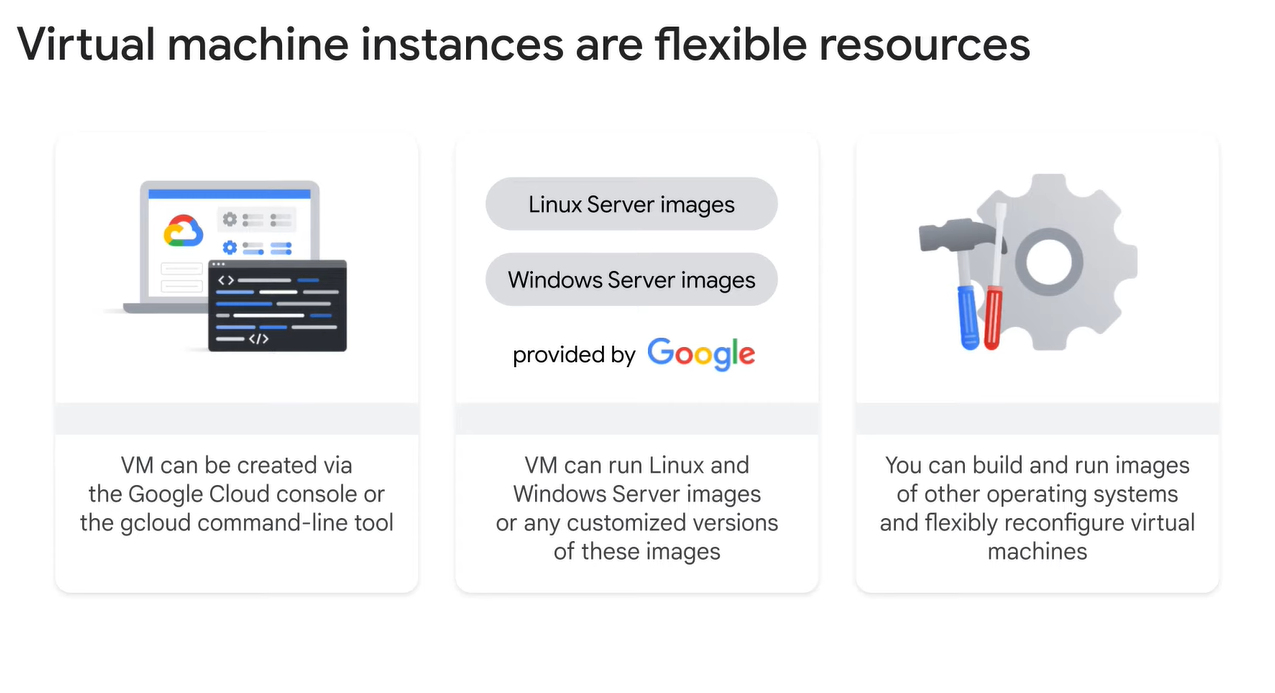 Virtual machine instances are flexible resources
Linux Server images
Windows Server images
provided by Google
VM can be created via
the Google Cloud console or
the gcloud command-line tool
VM can run Linux and
Windows Server images
or any customized versions
of these images
You can build and run images
of other operating systems
and flexibly reconfigure virtual
machines